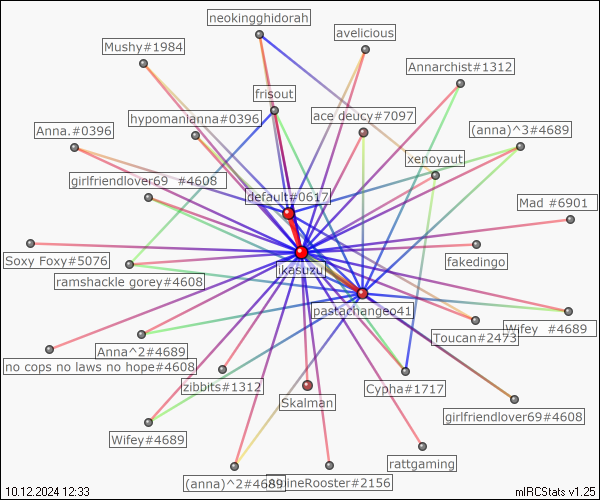 neokingghidorah
avelicious
Mushy#1984
Annarchist#1312
frisout
ace deucy#7097
hypomanianna#0396
Anna.#0396
(anna)^3#4689
xenoyaut
girlfriendlover69 #4608
default#0617
Mad #6901
Soxy Foxy#5076
fakedingo
ikasuzu
ramshackle gorey#4608
pastachangeo41
Wifey #4689
Toucan#2473
Anna^2#4689
no cops no laws no hope#4608
zibbits#1312
Cypha#1717
Skalman
girlfriendlover69#4608
Wifey#4689
rattgaming
(anna)^2#4689
ineRooster#2156
10.12.2024 12:33
mIRCStats v1.25